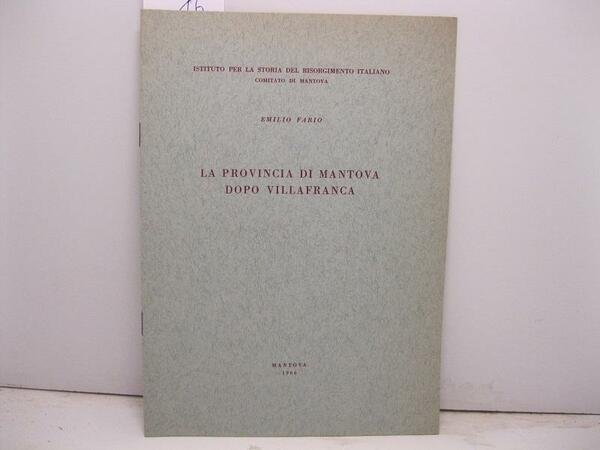 ISTITUTO PER LA STORIA DEL RISORGIMENTO ITALIANO
COMITATO DI MANTOVA
EMILIO FARIO
LA PROVINCIA DI MANTOVA
DOPO VILLAFRANCA
MANTOVA
1966